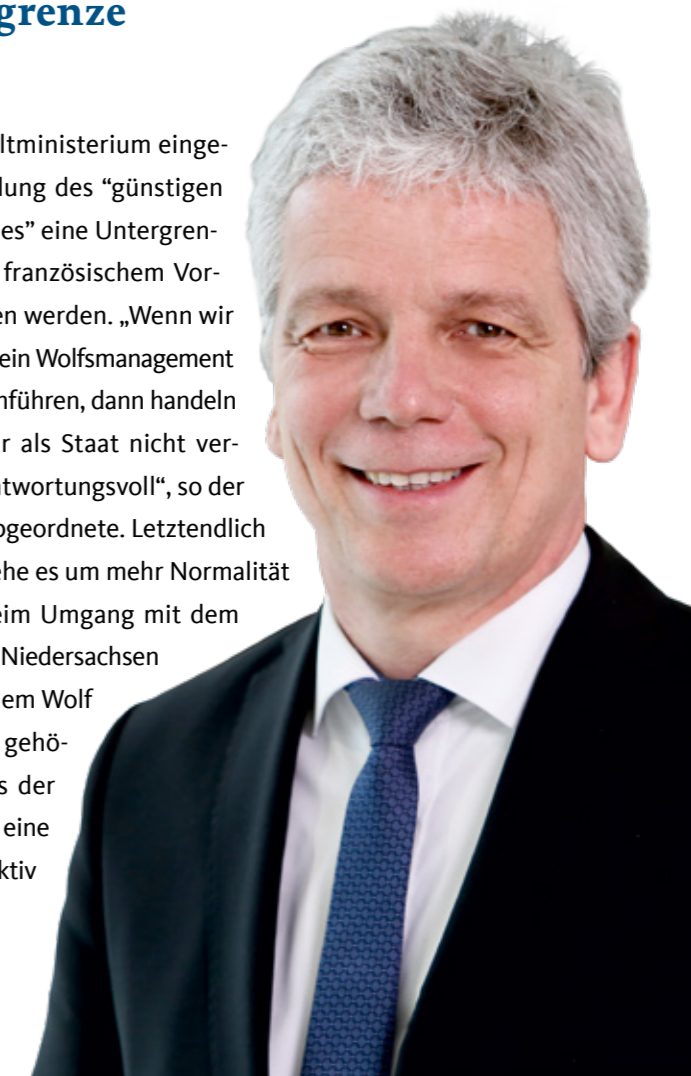 grenze
ltministerium einge-
lung des “günstigen
es” eine Untergren-
französischem Vor-
en werden. „Wenn wir
ein Wolfsmanagement
nführen, dann handeln
r als Staat nicht ver-
ntwortungsvoll“, so der
bgeordnete. Letztendlich
ehe es um mehr Normalität
eim Umgang mit dem
Niedersachsen
em Wolf
gehö-
s der
eine
ktiv